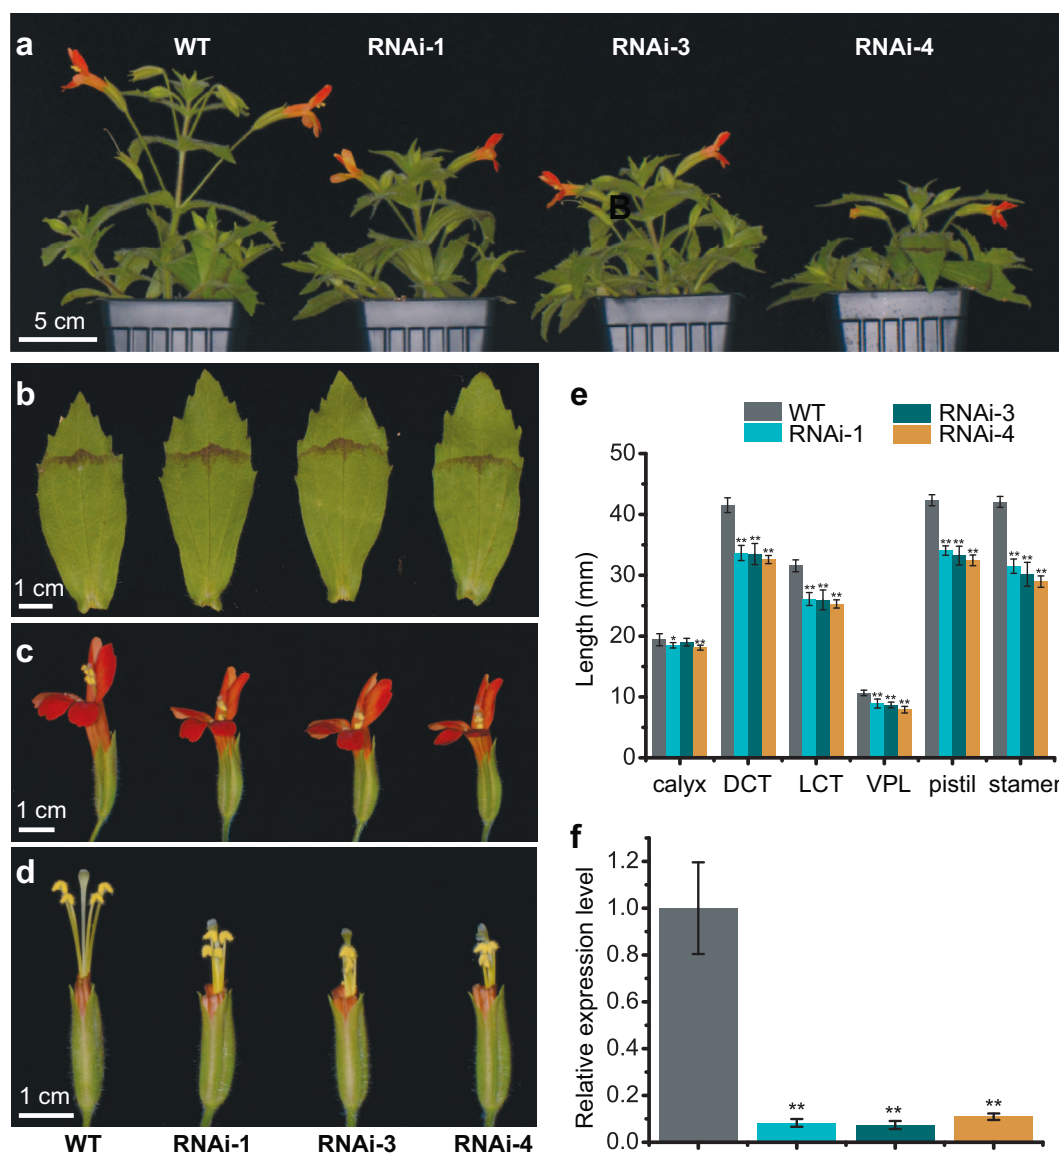 a
WT
RNAi-1
RNAi-3
RNAi-4
B
5 cm
b
1 cm
c
1 cm
d
1 cm
WT
RNAi-1
RNAi-3
RNAi-4
e
WT
RNAi-3
RNAi-1
RNAi-4
Length (mm)
50
40
30
20
10
0
* **
** ** **
** ** **
** ** **
** ** **
** ** **
calyx DCT LCT VPL pistil stamen
f
Relative expression level
1.2
1.0
0.8
0.6
0.4
0.2
0.0
** ** **